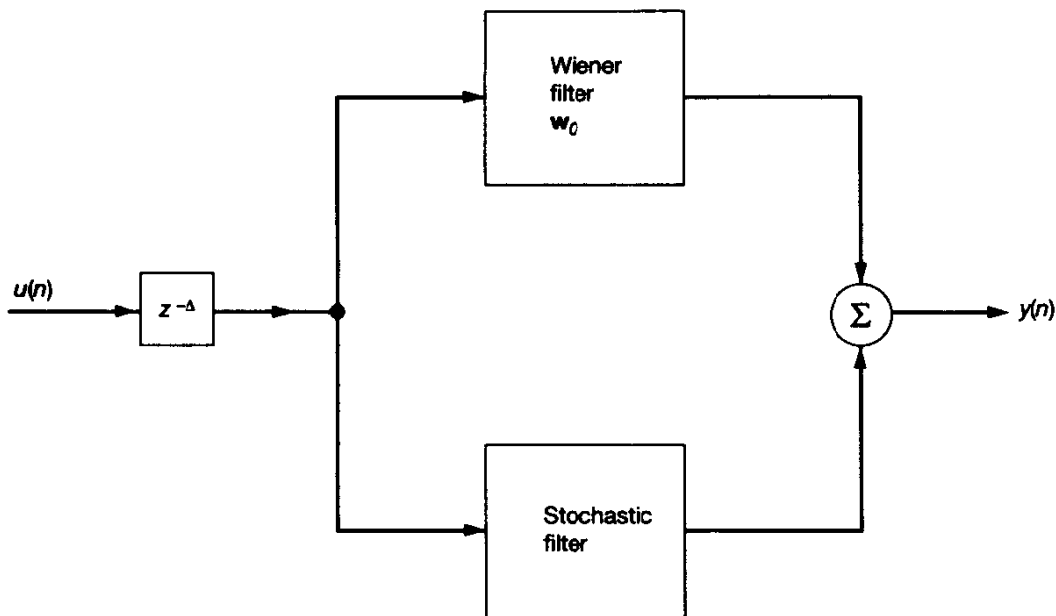 Wiener
filter
w₀
u(n)
z⁻Δ
Σ
y(n)
Stochastic
filter